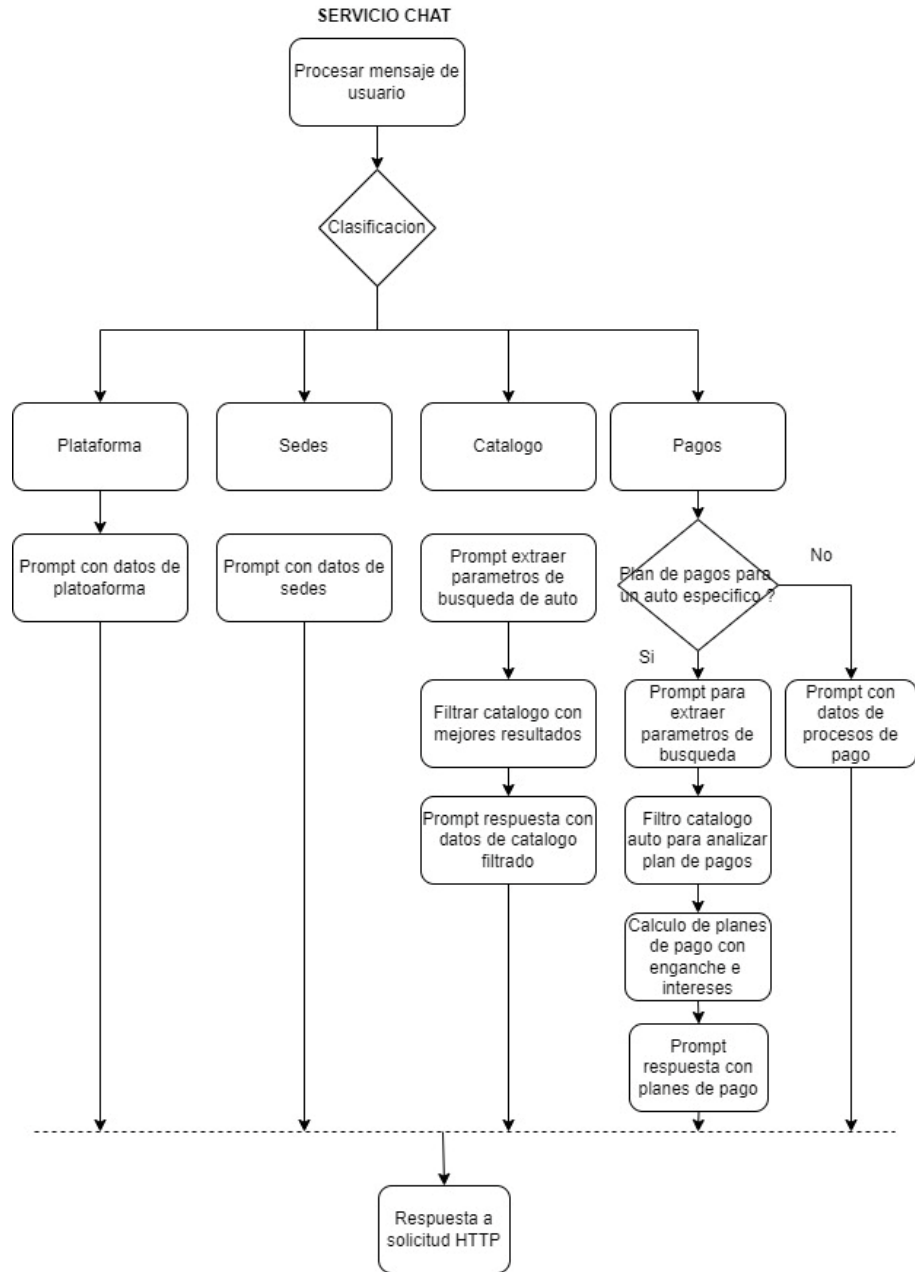 SERVICIO CHAT
Procesar mensaje de
usuario
Clasificacion
Plataforma
Sedes
Catalogo
Pagos
Prompt con datos de
platoaforma
Prompt con datos de
sedes
Prompt extraer
parametros de
busqueda de auto
Plan de pagos para
un auto especifico ?
No
Si
Filtrar catalogo con
mejores resultados
Prompt para
extraer
parametros de
busqueda
Prompt con
datos de
procesos de
pago
Prompt respuesta con
datos de catalogo
filtrado
Filtro catalogo
auto para analizar
plan de pagos
Calculo de planes
de pago con
enganche e
intereses
Prompt
respuesta con
planes de pago
Respuesta a
solicitud HTTP